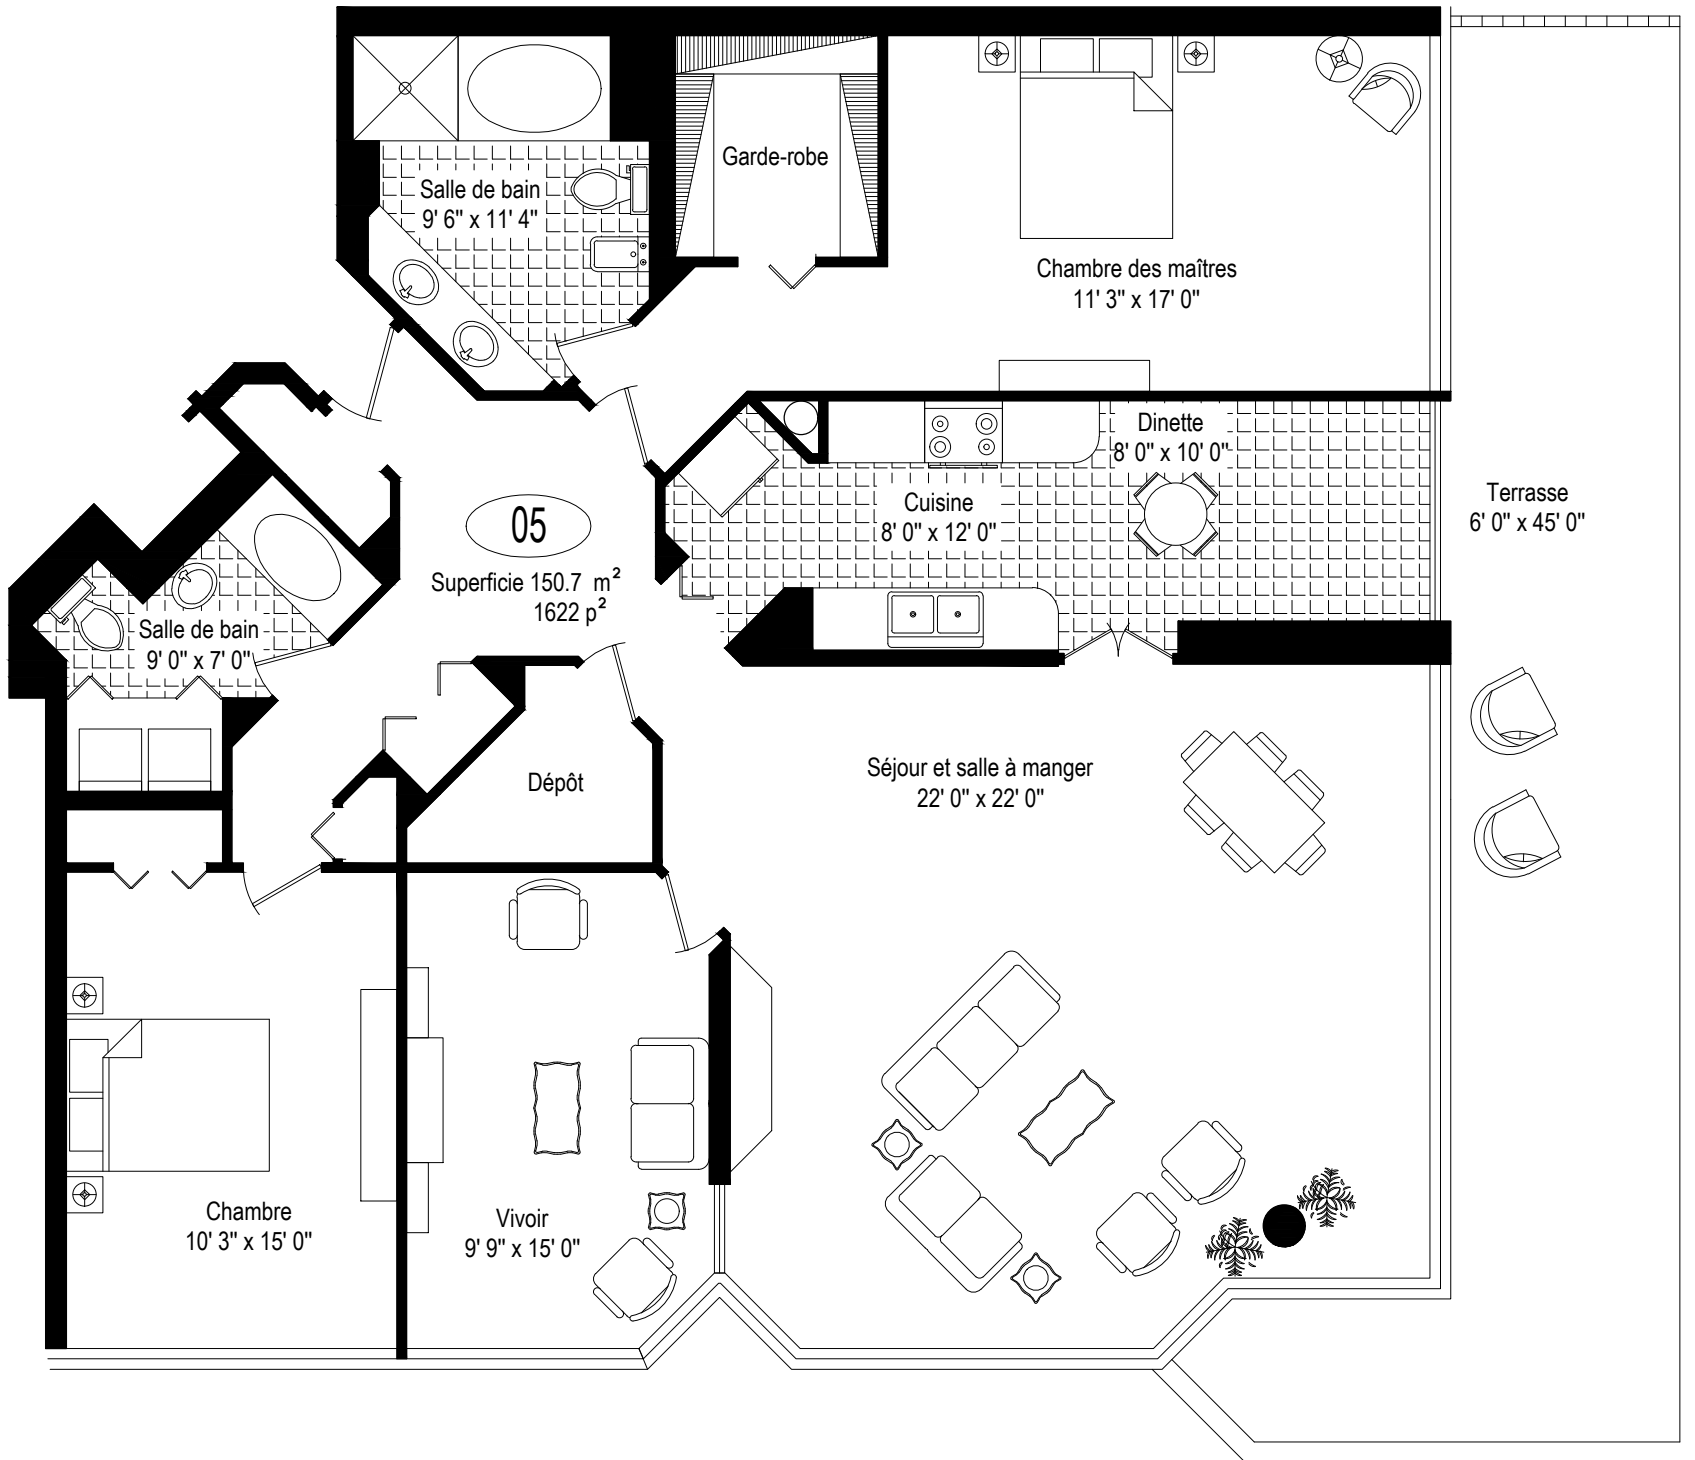 Garde-robe
Salle de bain
9' 6" x 11' 4"
Chambre des maîtres
11' 3" x 17' 0"
Dinette
8' 0" x 10' 0"
Cuisine
8' 0" x 12' 0"
Terrasse
6' 0" x 45' 0"
05
Superficie 150.7 m²
1622 p²
Salle de bain
9' 0" x 7' 0"
Dépôt
Séjour et salle à manger
22' 0" x 22' 0"
Chambre
10' 3" x 15' 0"
Vivoir
9' 9" x 15' 0"